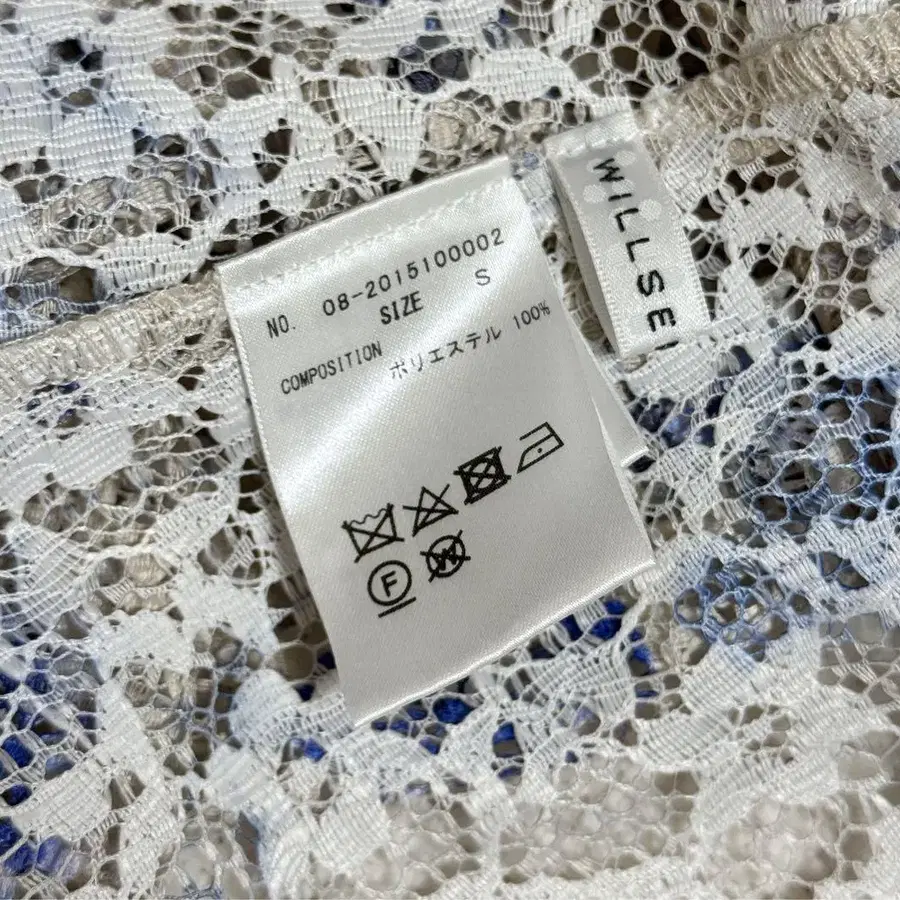 NO. 08-2015100002
SIZE S
COMPOSITION ポリエステル 100%
F
W
WILLSE